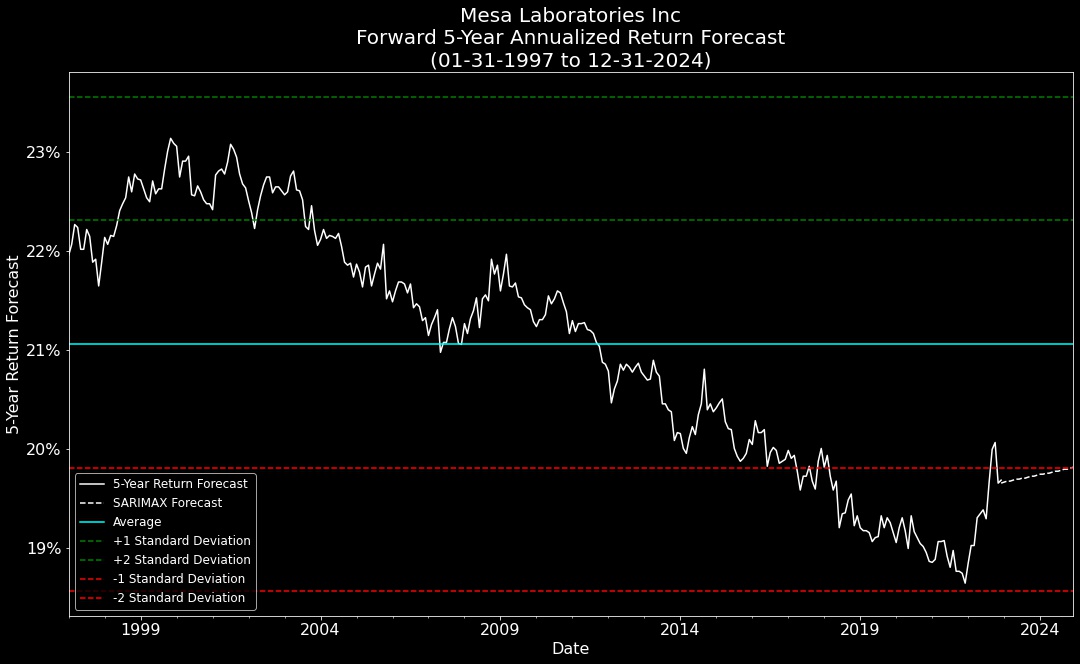 Mesa Laboratories Inc
Forward 5-Year Annualized Return Forecast
(01-31-1997 to 12-31-2024)
5-Year Return Forecast
23%
22%
21%
20%
19%
5-Year Return Forecast
SARIMAX Forecast
Average
+1 Standard Deviation
+2 Standard Deviation
-1 Standard Deviation
-2 Standard Deviation
1999
2004
2009
2014
2019
2024
Date